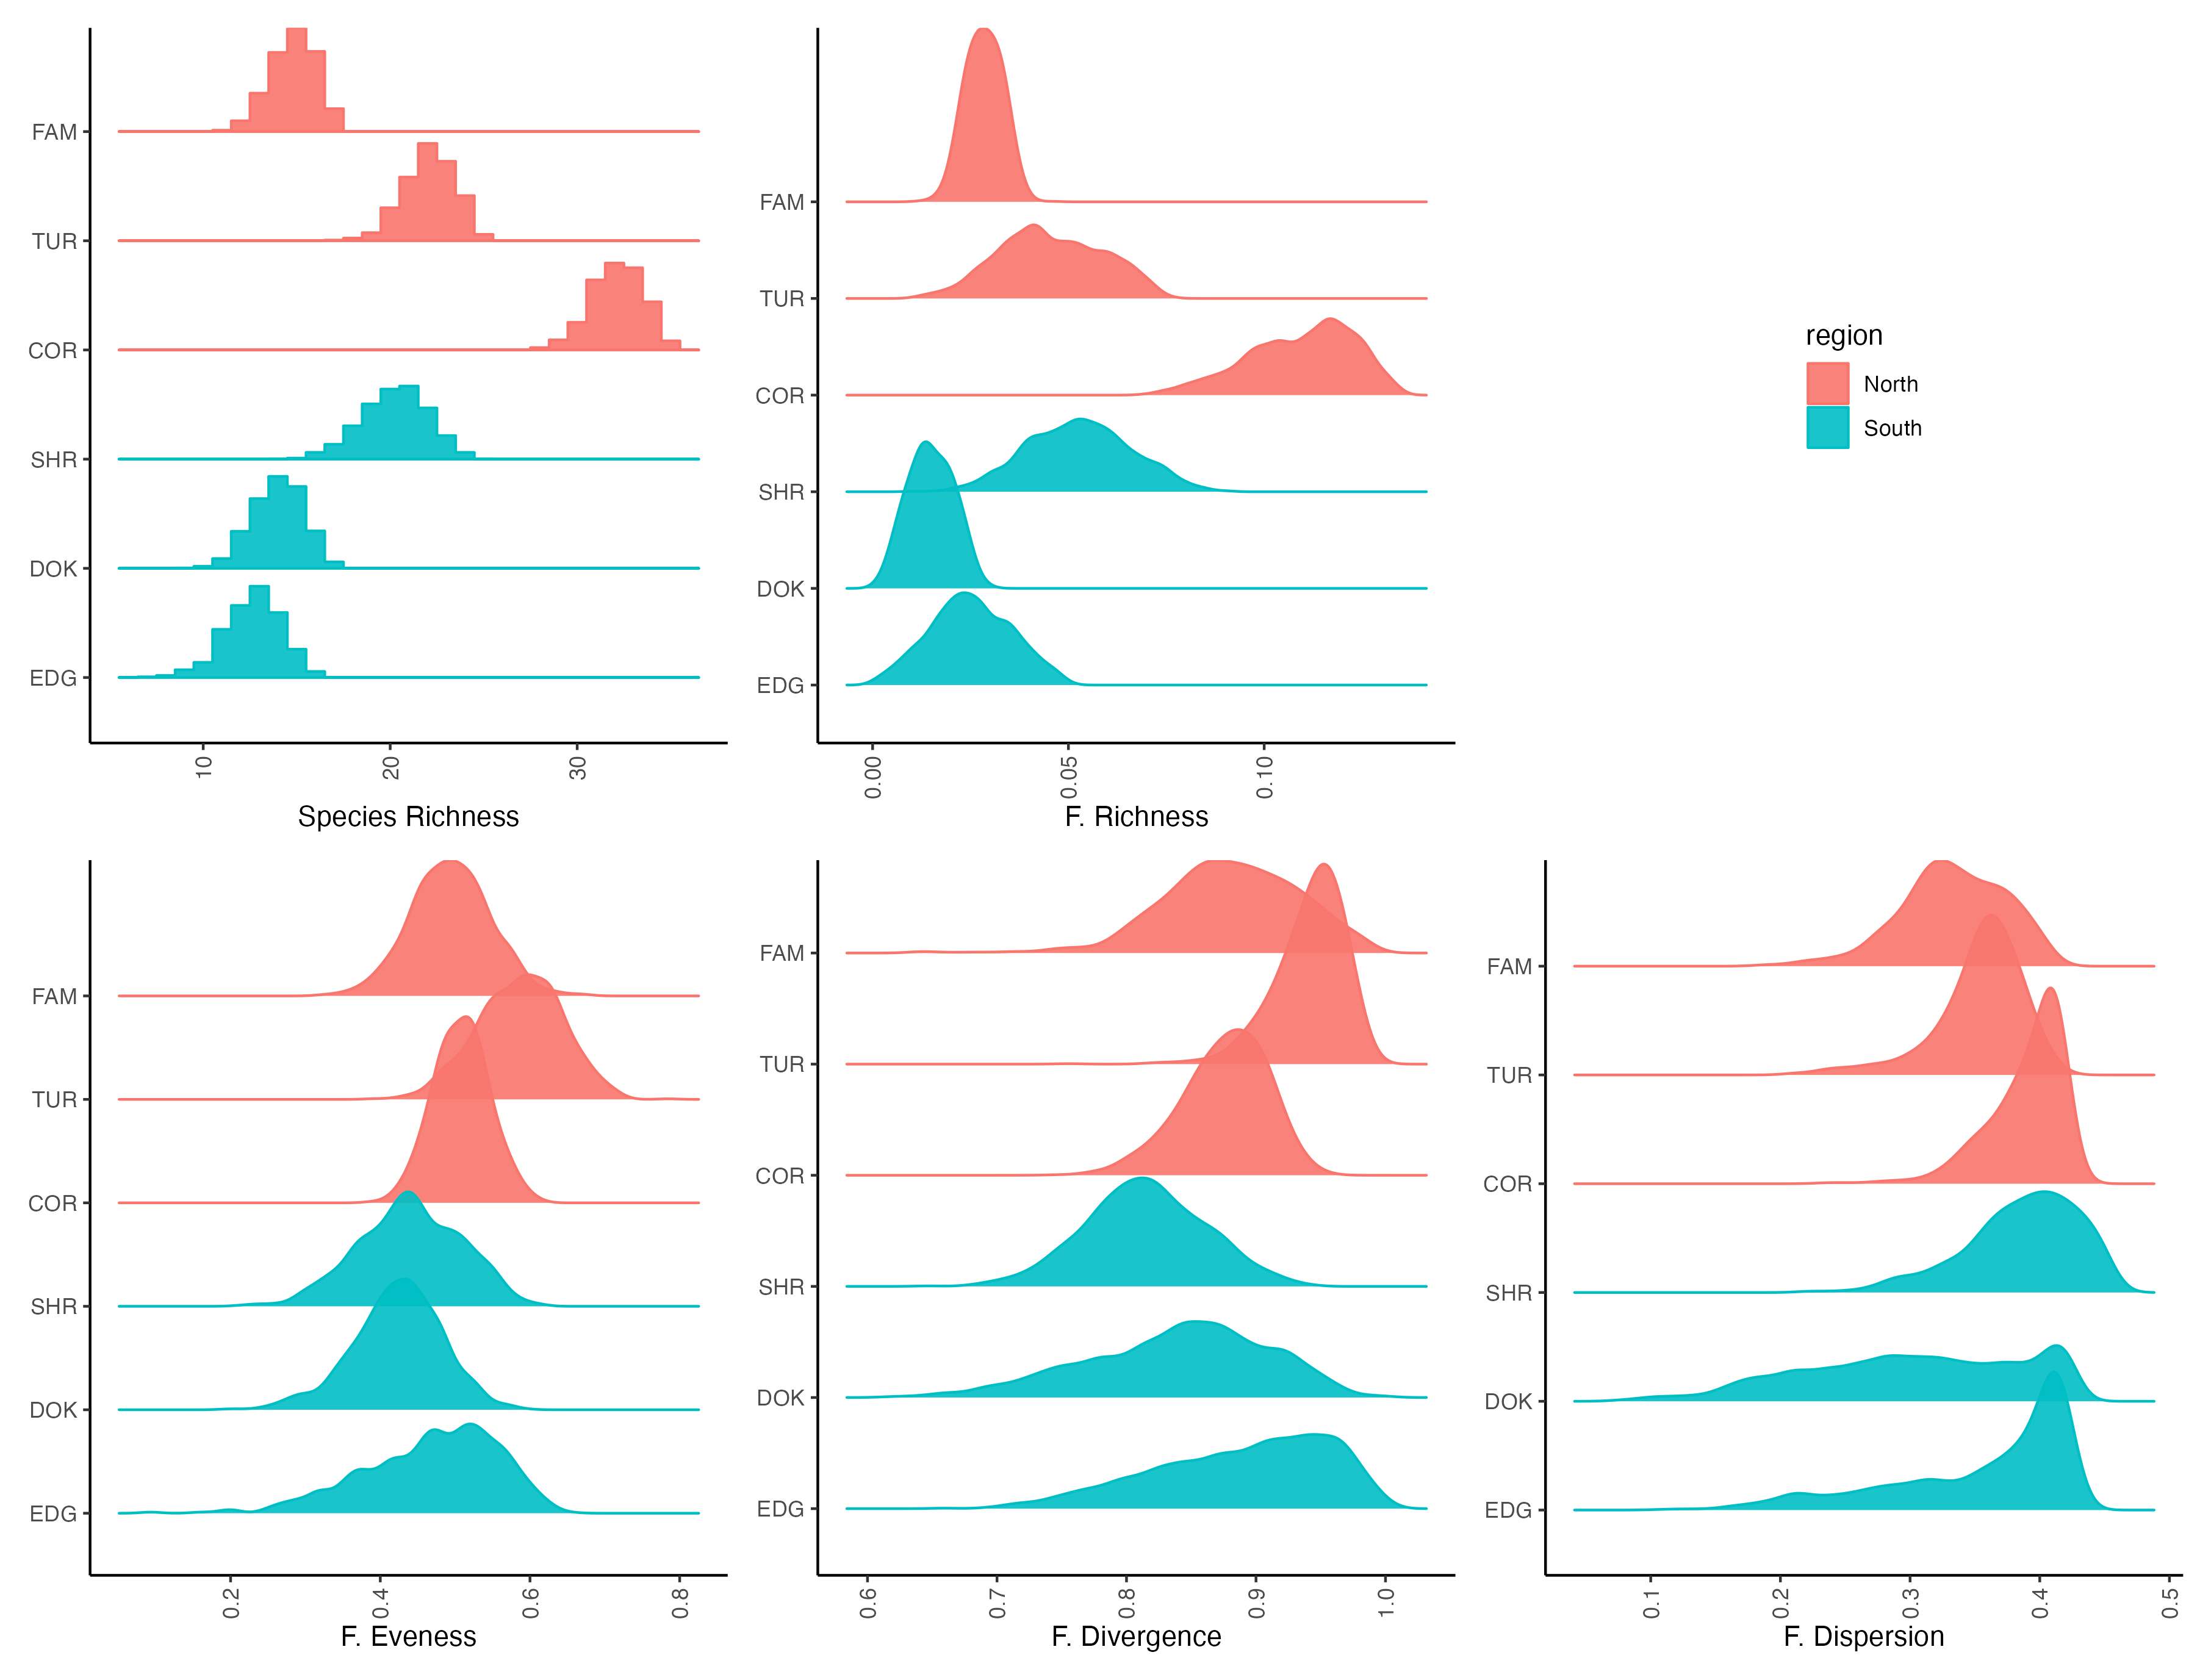 FAM
TUR
COR
SHR
DOK
EDG
10 20 30
Species Richness
FAM
TUR
COR
SHR
DOK
EDG
0.00 0.05 0.10
F. Richness
region
North
South
FAM
TUR
COR
SHR
DOK
EDG
0.2 0.4 0.6 0.8
F. Eveness
FAM
TUR
COR
SHR
DOK
EDG
0.6 0.7 0.8 0.9 1.0
F. Divergence
FAM
TUR
COR
SHR
DOK
EDG
0.1 0.2 0.3 0.4 0.5
F. Dispersion